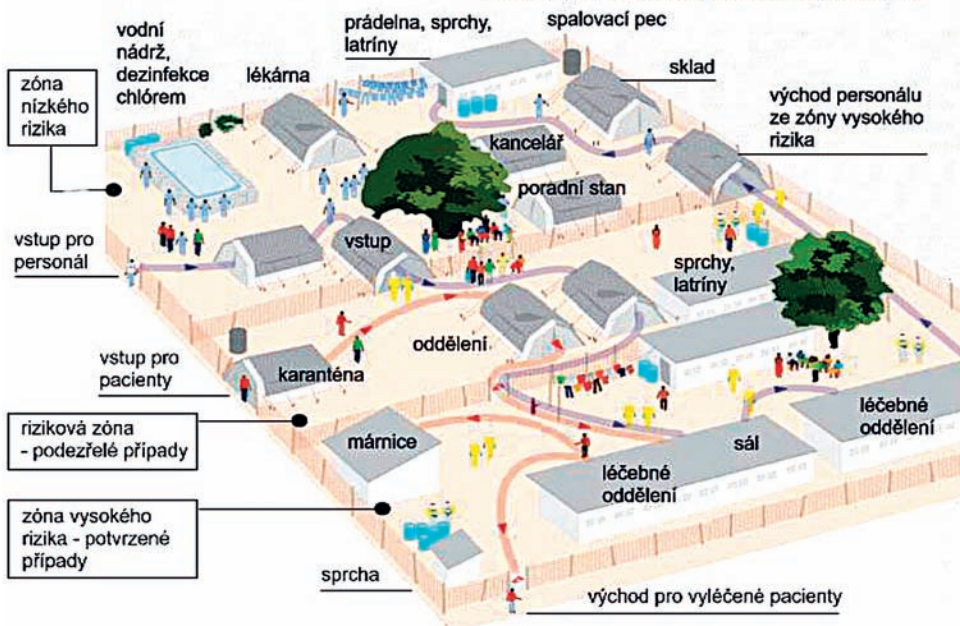 vodní
nádrž,
dezinfekce
chlórem
lékárna
prádelna, sprchy,
latríny
spalovací pec
sklad
zóna
nízkého
rizika
východ personálu
ze zóny vysokého
rizika
kancelář
poradní stan
vstup pro
personál
vstup
sprchy,
latríny
oddělení
vstup pro
pacienty
karanténa
riziková zóna
- podezřelé případy
márnice
sál
léčebné
oddělení
léčebné
oddělení
zóna vysokého
rizika - potvrzené
případy
sprcha
východ pro vyléčené pacienty